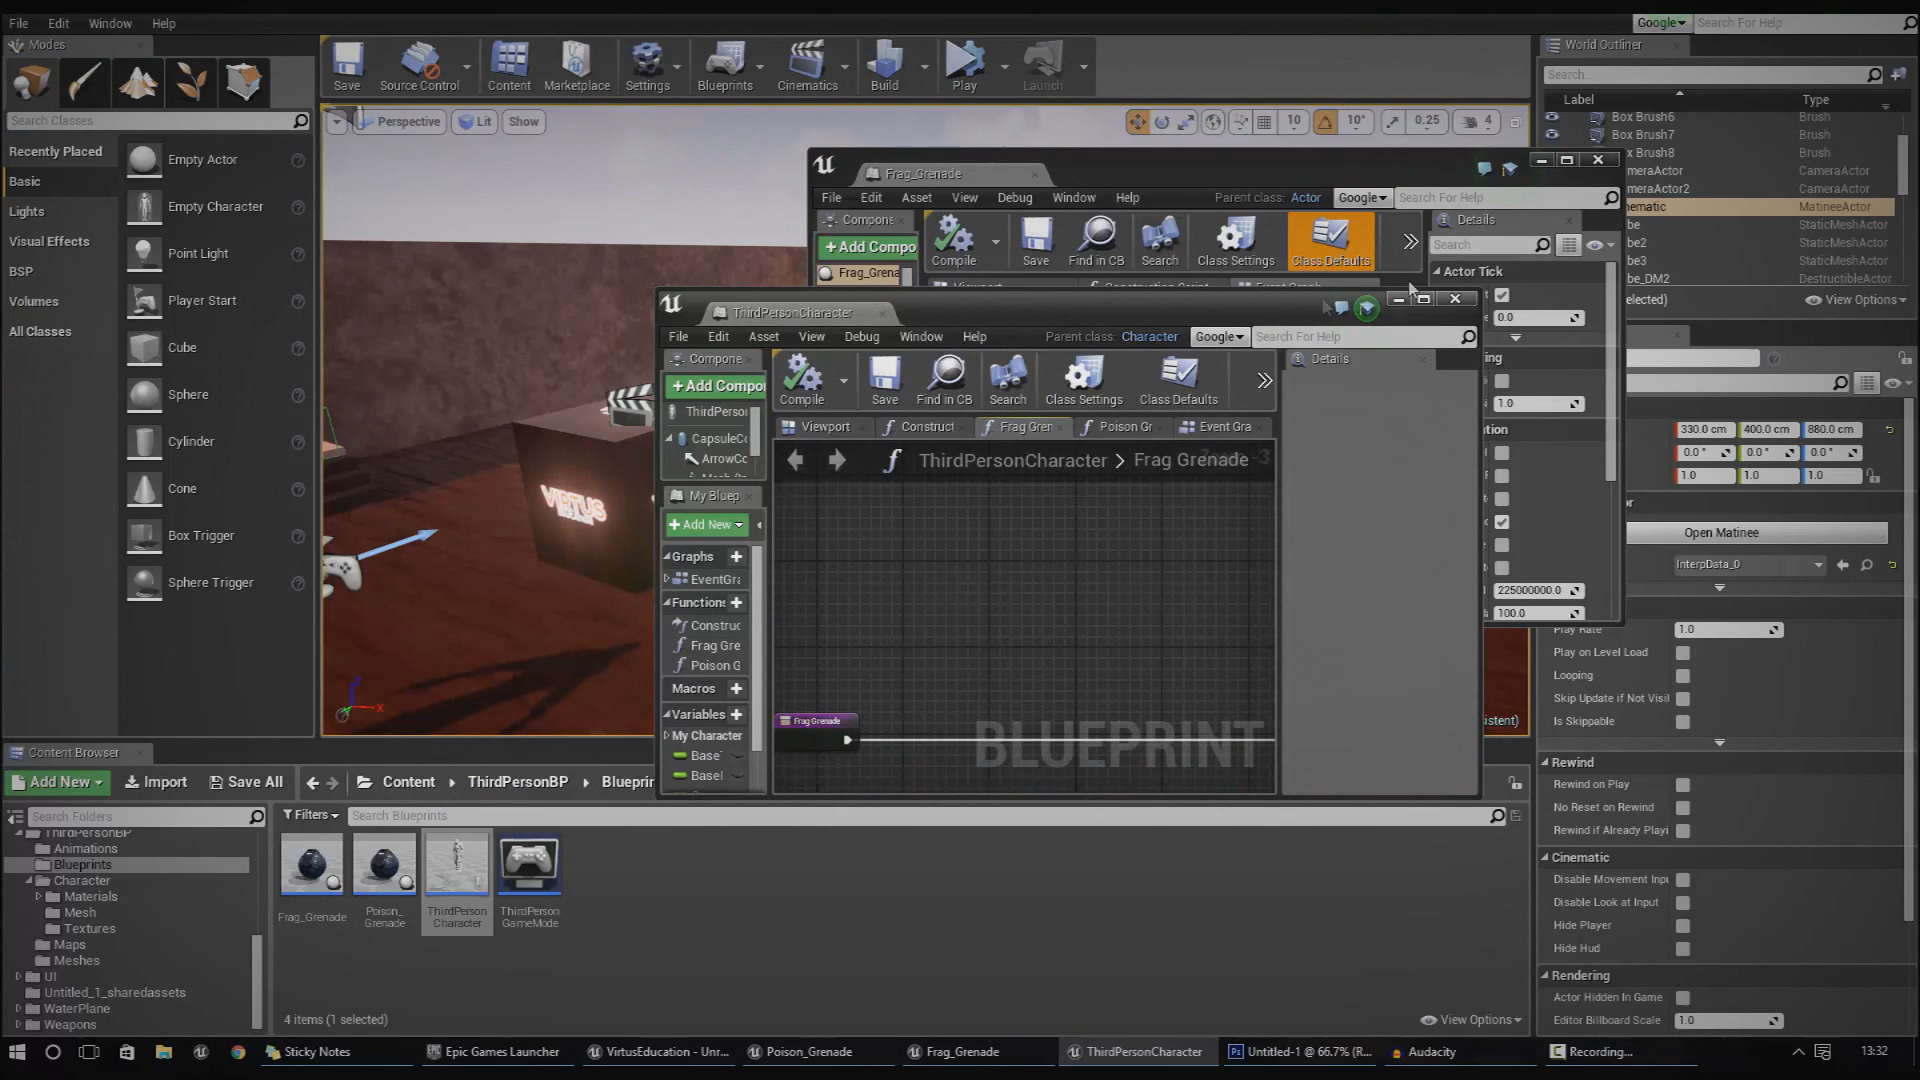 File Edit Window Help
Google Search For Help
Modes
Search Classes
Recently Placed
Basic
Lights
Visual Effects
BSP
Volumes
All Classes
Empty Actor
Empty Character
Point Light
Player Start
Cube
Sphere
Cylinder
Cone
Box Trigger
Sphere Trigger
Save Source Control Content Marketplace Settings Blueprints Cinematics Build Play Launch
Perspective Lit Show
10 10° 0.25 4
VIRTUS
Frag_Grenade
File Edit Asset View Debug Window Help Parent class: Actor Google Search For Help
Compone
+Add Compo
Frag_Grena
Compile Save Find in CB Search Class Settings Class Defaults
Details
Search
Actor Tick
0.0
1.0
225000000.0
100.0
ThirdPersonCharacter
File Edit Asset View Debug Window Help Parent class: Character Google Search For Help
Compone
+Add Compo
ThirdPerson
CapsuleCo
ArrowCo
Compile Save Find in CB Search Class Settings Class Defaults
Details
Viewport Construct Frag Gren Poison Gr Event Gra
ThirdPersonCharacter > Frag Grenade
My Bluep
+Add New
Graphs
EventGra
Functions
Construc
Frag Gre
Poison G
Macros
Variables
My Character
Base
Basel
Frag Grenade
BLUEPRINT
World Outliner
Search...
Label Type
Box Brush6 Brush
Box Brush7 Brush
x Brush8 Brush
meraActor CameraActor
meraActor2 CameraActor
nematic MatineeActor
be StaticMeshActor
be2 StaticMeshActor
be3 StaticMeshActor
be_DM2 DestructibleActor
elected) View Options
330.0 cm 400.0 cm 880.0 cm
0.0 ° 0.0 ° 0.0 °
1.0 1.0 1.0
Open Matinee
InterpData_0
Play Rate 1.0
Play on Level Load
Looping
Skip Update if Not Visil
Is Skippable
Rewind
Rewind on Play
No Reset on Rewind
Rewind if Already Playi
Cinematic
Disable Movement Inpu
Disable Look at Input
Hide Player
Hide Hud
Rendering
Actor Hidden In Game
Editor Billboard Scale 1.0
Content Browser
Add New Import Save All Content ThirdPersonBP Blueprin
Search Folders
Filters Search Blueprints
ThirdPersonBP
Animations
Blueprints
Character
Materials
Mesh
Textures
Maps
Meshes
UI
Untitled_1_sharedassets
WaterPlane
Weapons
Frag_Grenade
Poison_
Grenade
ThirdPerson
Character
ThirdPerson
GameMode
4 items (1 selected) View Options
Sticky Notes Epic Games Launcher VirtusEducation - Unr... Poison_Grenade Frag_Grenade ThirdPersonCharacter Untitled-1 @ 66.7% (R... Audacity Recording... 13:32